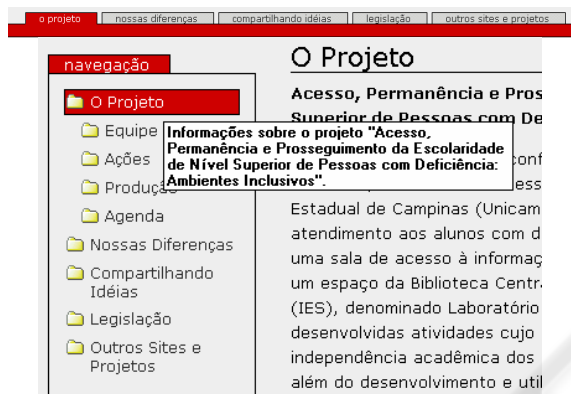 o projeto
nossas diferenças
compartilhando idéias
legislação
outros sites e projetos
navegação
O Projeto
Equipe
Ações
Agenda
Nossas Diferenças
Compartilhando
Idéias
Legislação
Outros Sites e
Projetos
Informações sobre o projeto "Acesso,
Permanência e Prosseguimento da Escolaridade
de Nível Superior de Pessoas com Deficiência:
Ambientes Inclusivos".
O Projeto
Acesso, Permanência e Pros
Superior de Pessoas com De
conf
ess
Estadual de Campinas (Unicam
atendimento aos alunos com d
uma sala de acesso à informaç
um espaço da Biblioteca Centr
(IES), denominado Laboratório
desenvolvidas atividades cujo
independência acadêmica dos
além do desenvolvimento e util